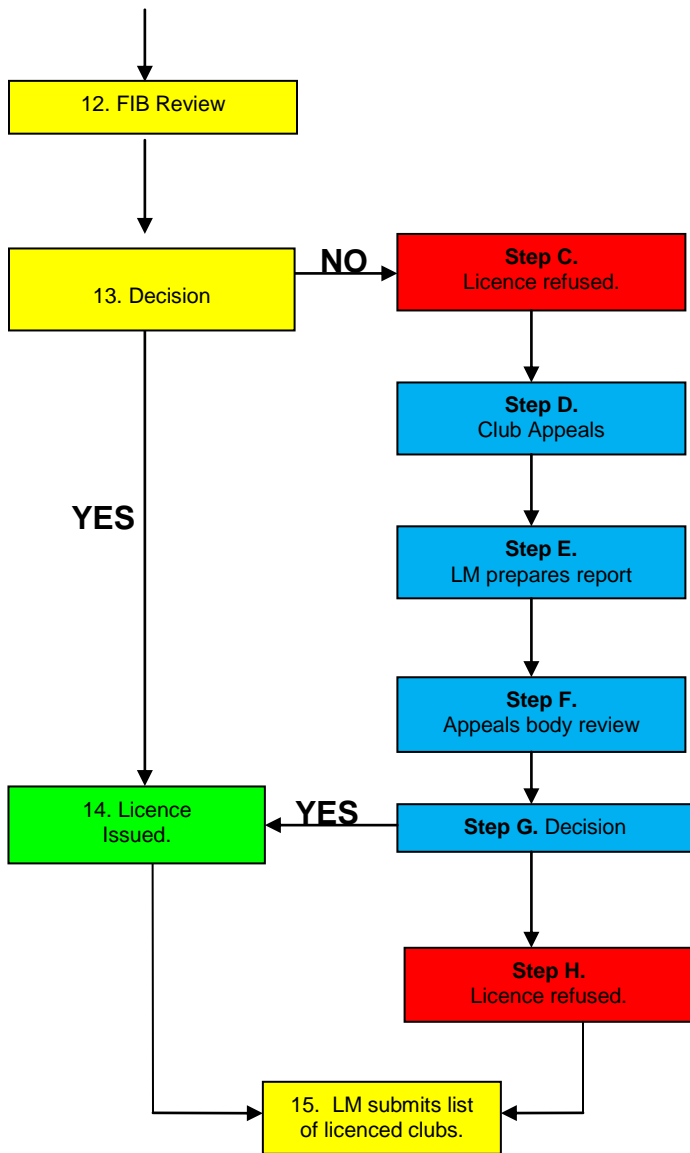 12. FIB Review
13. Decision
NO
Step C.
Licence refused.
Step D.
Club Appeals
YES
Step E.
LM prepares report
Step F.
Appeals body review
14. Licence
Issued.
YES
Step G. Decision
Step H.
Licence refused.
15. LM submits list
of licenced clubs.